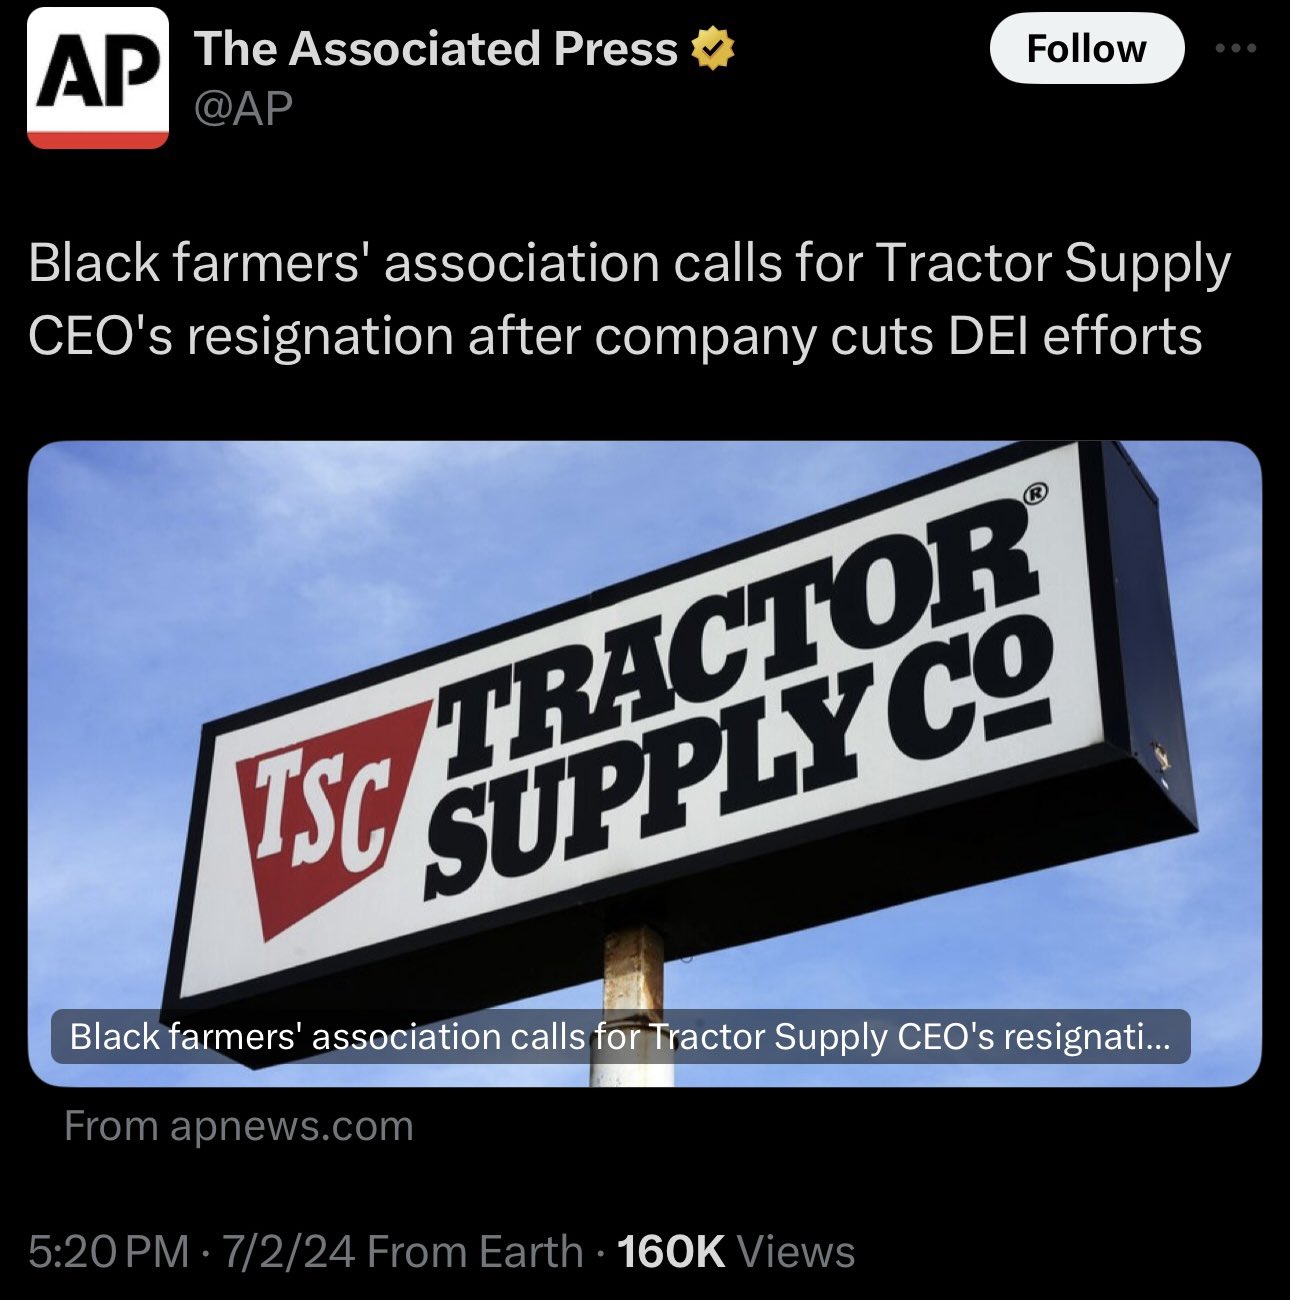 AP
The Associated Press
@AP
Follow
Black farmers' association calls for Tractor Supply
CEO's resignation after company cuts DEI efforts
TSC
TRACTOR®
SUPPLY Co
Black farmers' association calls for Tractor Supply CEO's resignati...
From apnews.com
5:20 PM · 7/2/24 From Earth · 160K Views